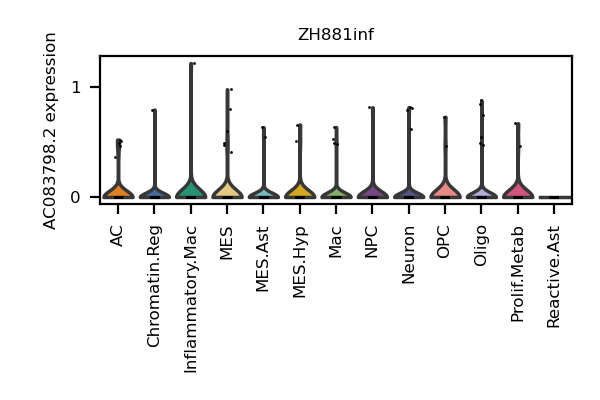 ZH881inf
AC083798.2 expression
1
0
AC
Chromatin.Reg
Inflammatory.Mac
MES
MES.Ast
MES.Hyp
Mac
NPC
Neuron
OPC
Oligo
Prolif.Metab
Reactive.Ast